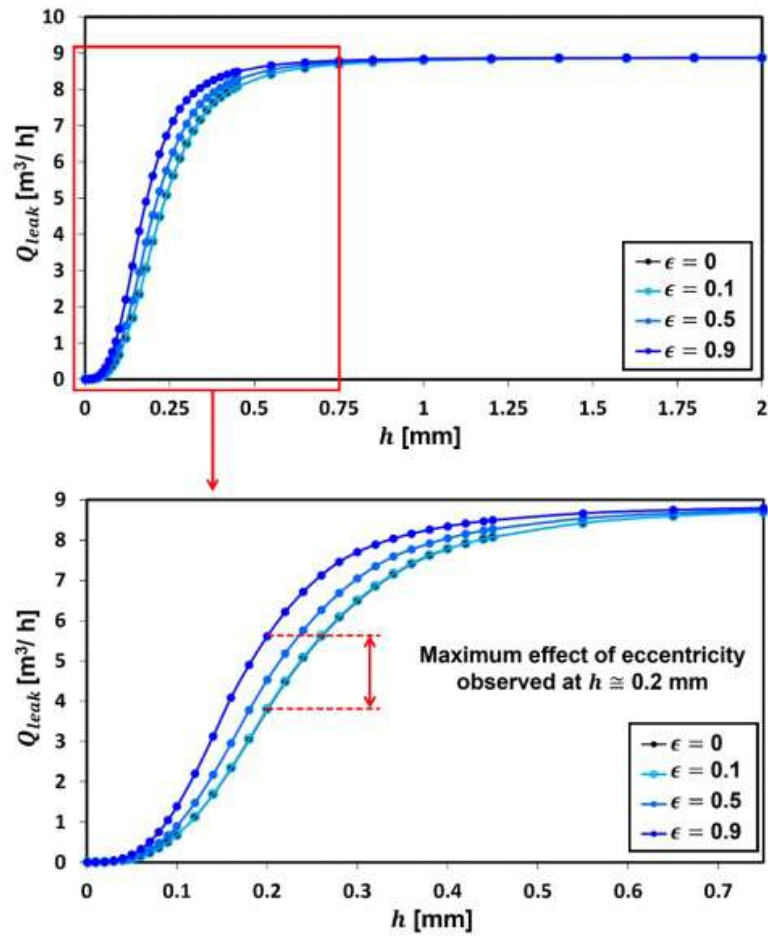 10
9
8
7
6
5
4
3
2
1
0
Q_leak [m³/ h]
ϵ = 0
ϵ = 0.1
ϵ = 0.5
ϵ = 0.9
0 0.25 0.5 0.75 1 1.25 1.5 1.75 2
h [mm]
9
8
7
6
5
4
3
2
1
0
Q_leak [m³/ h]
Maximum effect of eccentricity
observed at h ≅ 0.2 mm
ϵ = 0
ϵ = 0.1
ϵ = 0.5
ϵ = 0.9
0 0.1 0.2 0.3 0.4 0.5 0.6 0.7
h [mm]